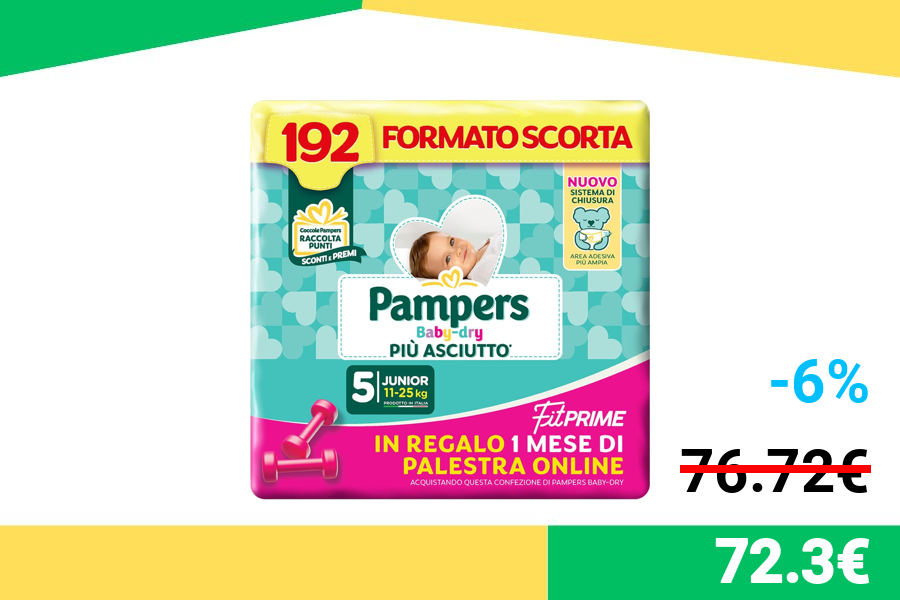 192 FORMATO SCORTA
NUOVO
SISTEMA DI
CHIUSURA
AREA ADESIVA
PIÙ AMPIA
Coccole Pampers
RACCOLTA
PUNTI
SCONTI E PREMI
Pampers
Baby-dry
PIÙ ASCIUTTO*
5 JUNIOR
11-25 kg
PRODOTTO IN ITALIA
FitPRIME
IN REGALO 1 MESE DI
PALESTRA ONLINE
ACQUISTANDO QUESTA CONFEZIONE DI PAMPERS BABY-DRY
-6%
76.72€
72.3€